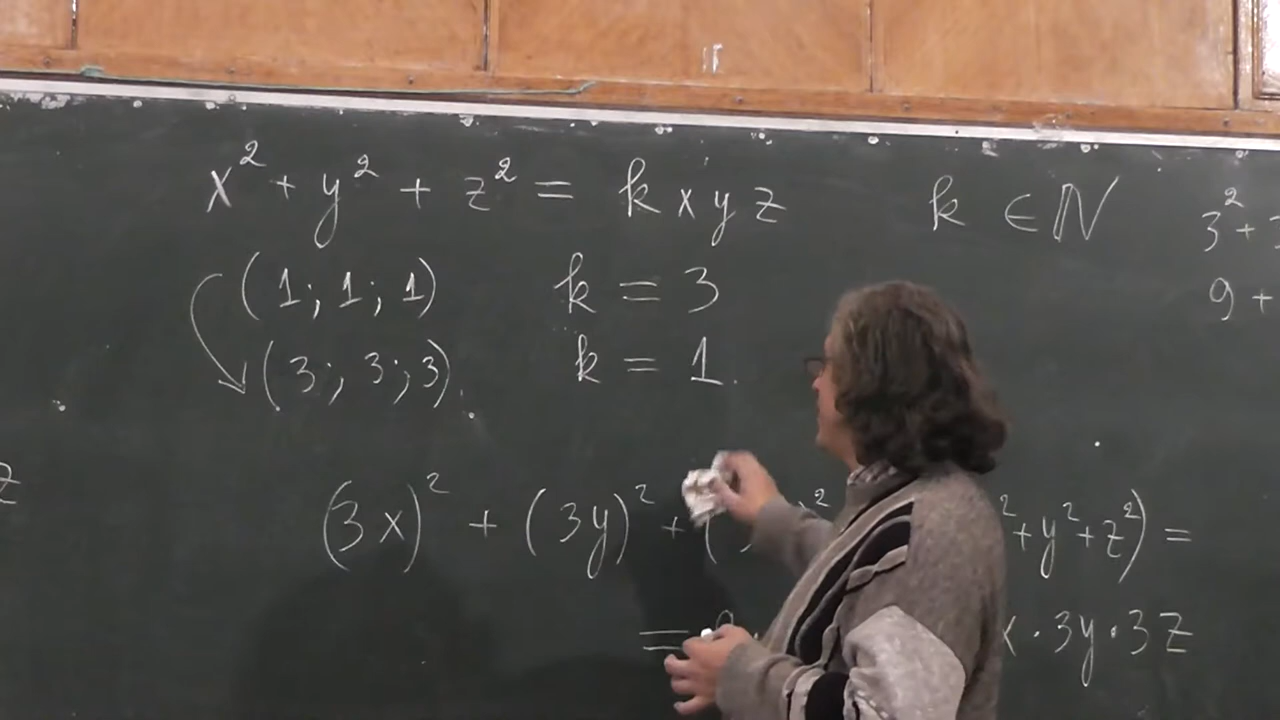 x² + y² + z² = k x y z    k ∈ ℕ
3² +
(1; 1; 1)    k = 3
9 +
(3; 3; 3)    k = 1.
z
(3x)² + (3y)² + ( ² ² + y² + z²) =
= x · 3y · 3z